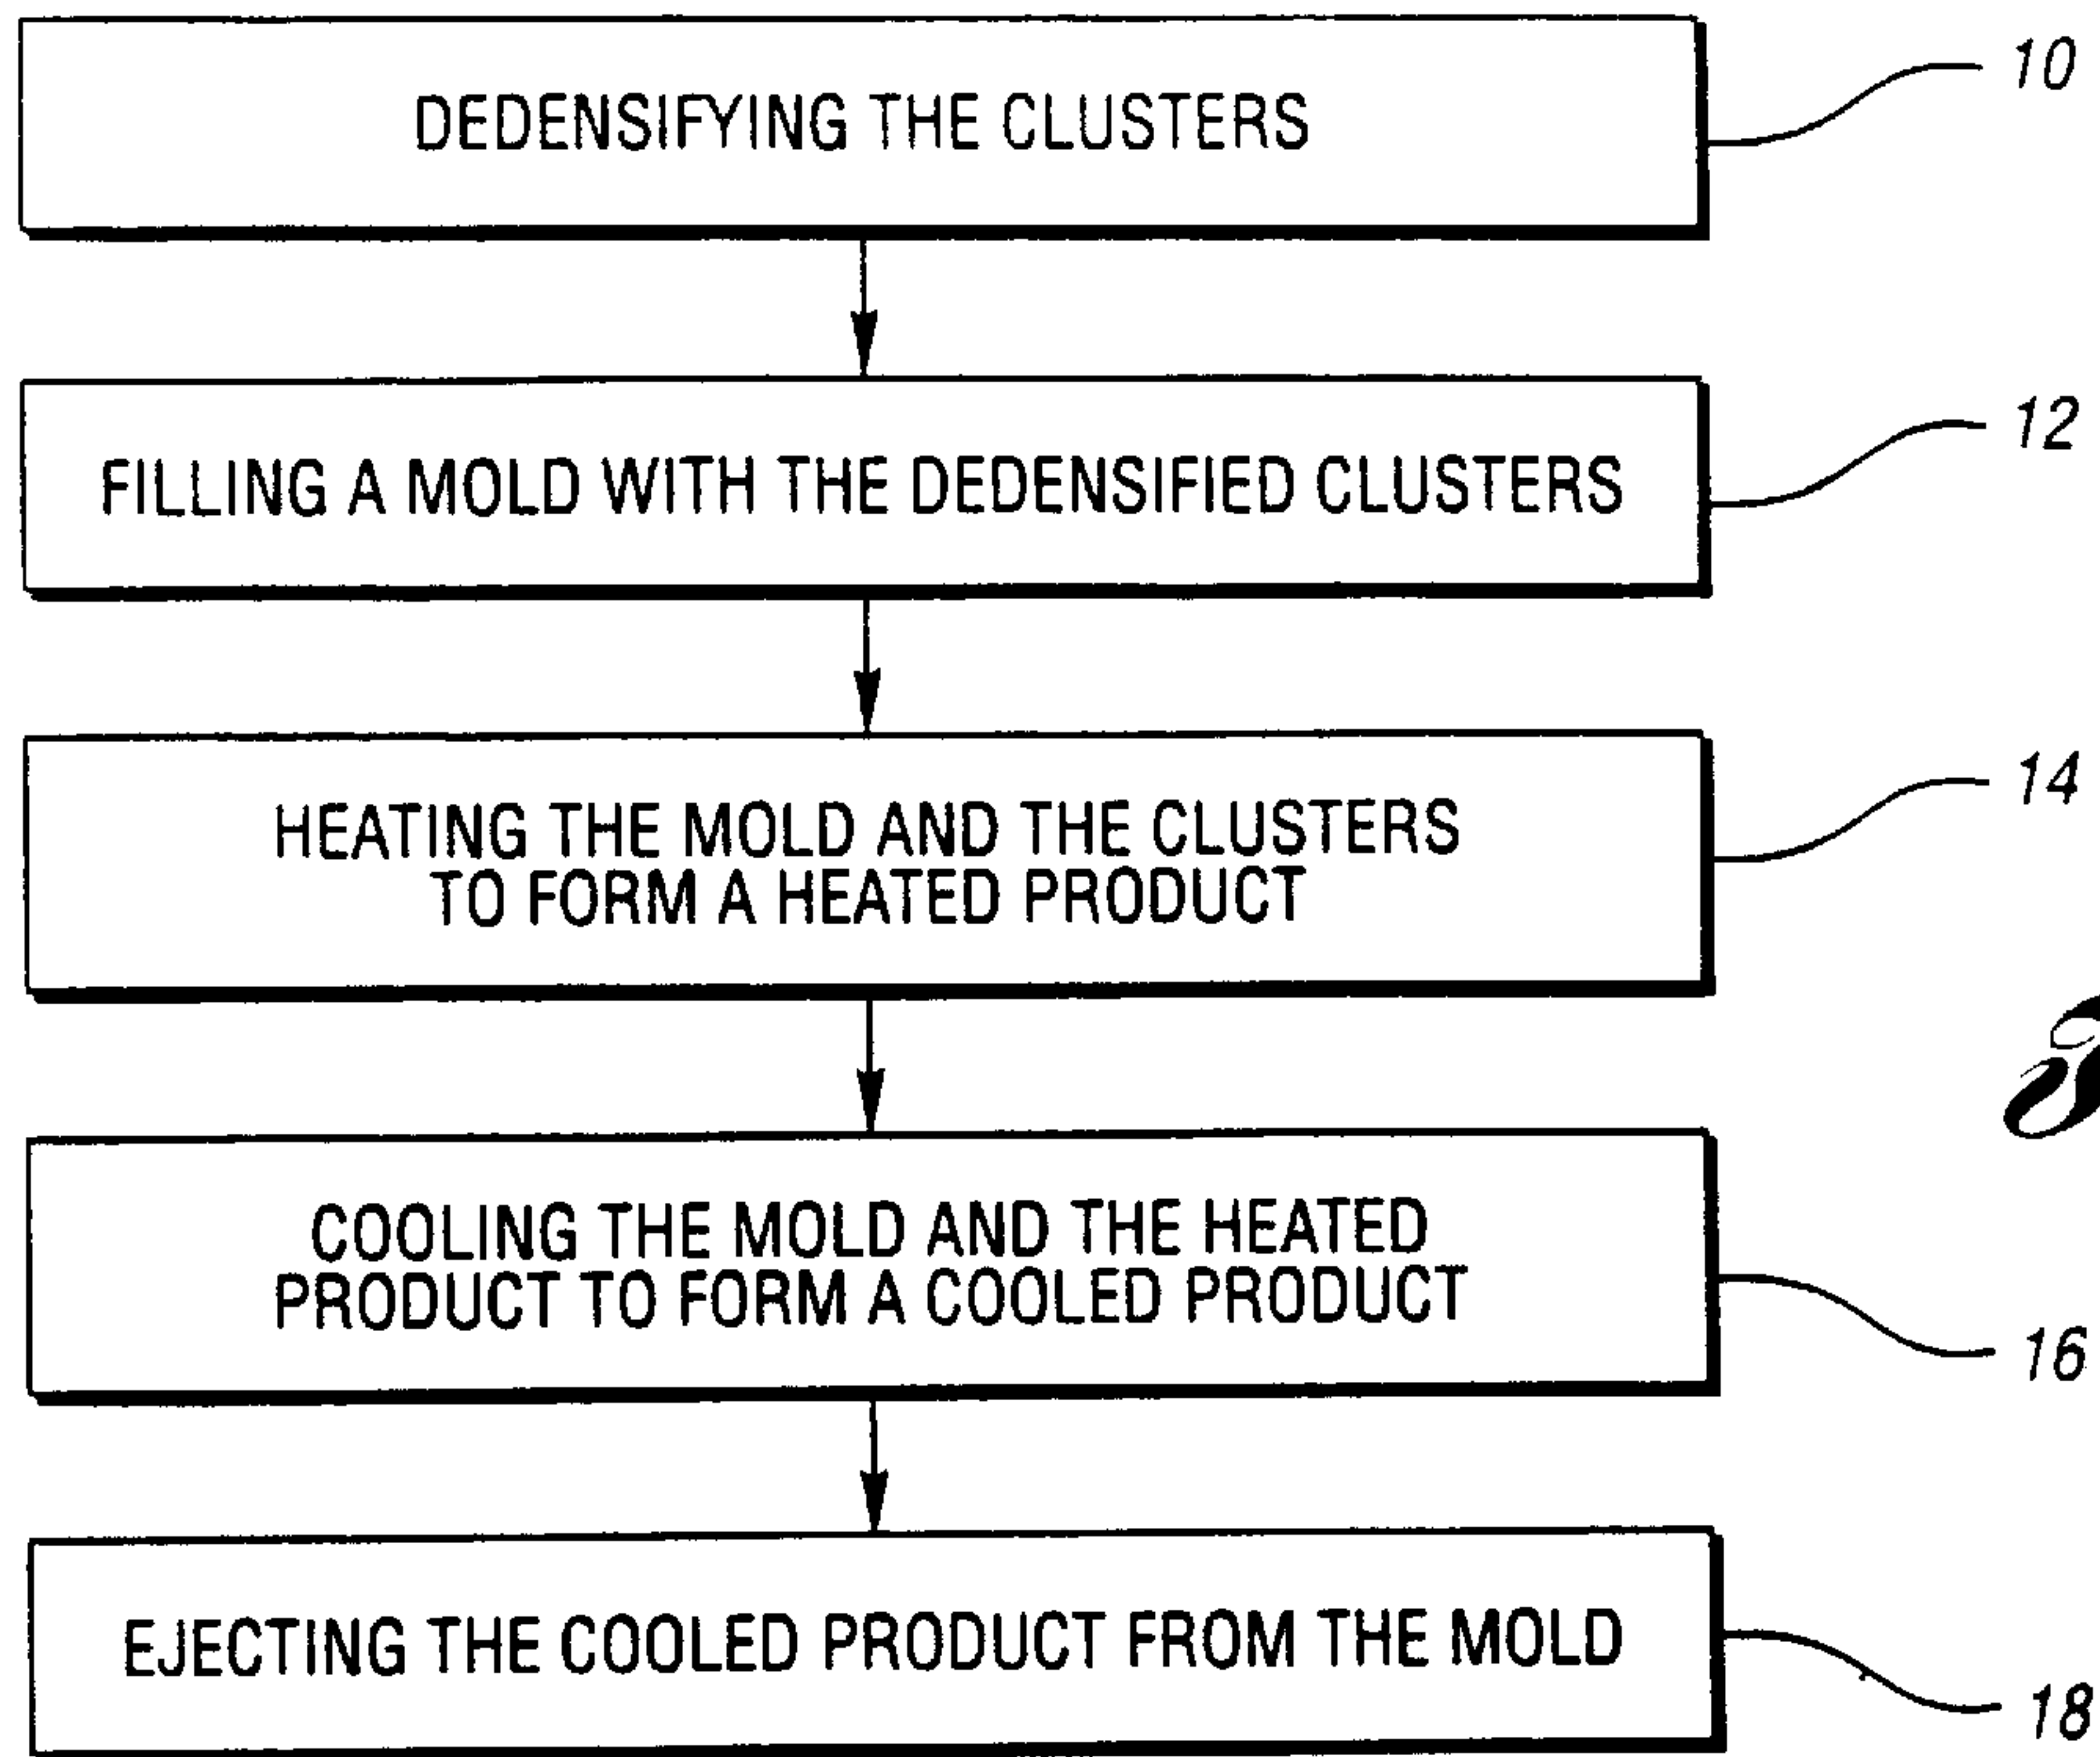 DEDENSIFYING THE CLUSTERS
10
FILLING A MOLD WITH THE DEDENSIFIED CLUSTERS
12
HEATING THE MOLD AND THE CLUSTERS
TO FORM A HEATED PRODUCT
14
COOLING THE MOLD AND THE HEATED
PRODUCT TO FORM A COOLED PRODUCT
16
EJECTING THE COOLED PRODUCT FROM THE MOLD
18